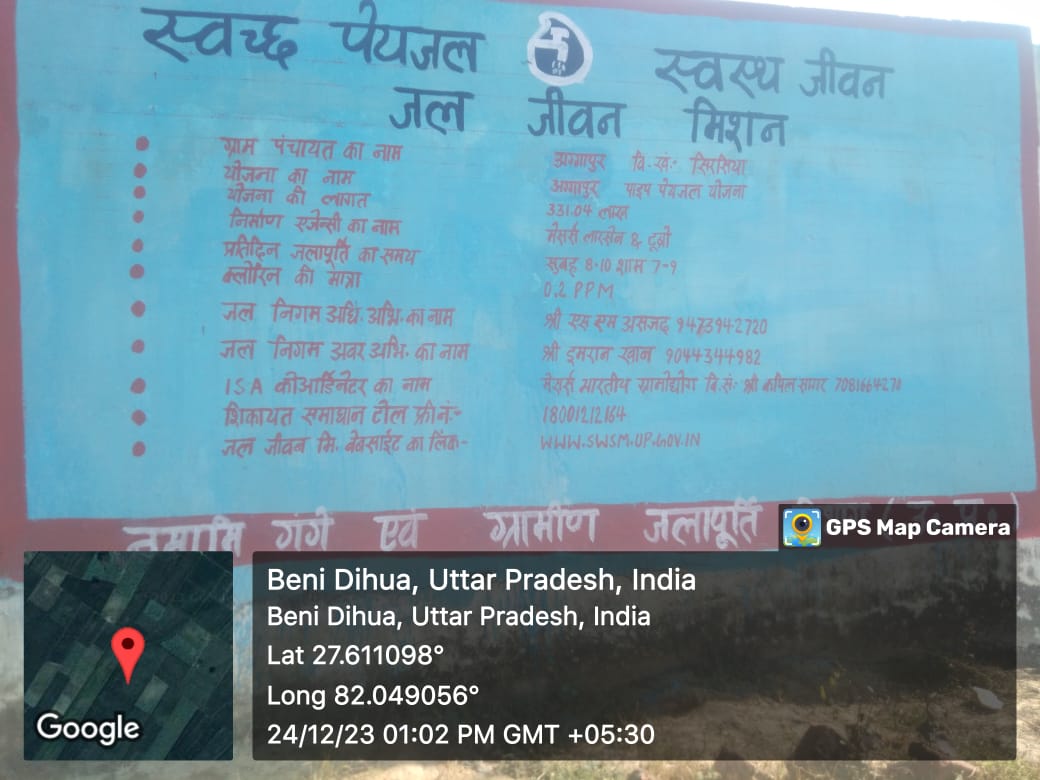 स्वच्छ पेयजल स्वस्थ जीवन
जल जीवन मिशन
ग्राम पंचायत का नाम अग्गापुर वि.खं:- सिरसिया
योजना का नाम अग्गापुर पाइप पेयजल योजना
योजना की लागत 331.04 लाख
निर्माण एजेन्सी का नाम मेसर्स लारसेन & टूब्रो
प्रतिदिन जलापूर्ति का समय सुबह 8-10 शाम 7-9
क्लोरिन की मात्रा 0.2 PPM
जल निगम अधि. अभि. का नाम श्री एस एम असजद 9473942720
जल निगम अवर अभि. का नाम श्री इमरान खान 9044344982
ISA कोआर्डिनेटर का नाम मेसर्स भारतीय ग्रामोद्योग वि.सं: श्री कपिल सागर 7081664270
शिकायत समाधान टोल फ्री नं:- 18001212164
जल जीवन मि. बेबसाईट का लिंक- WWW.SWSM.UP.GOV.IN
नमामि गंगे एवं ग्रामीण जलापूर्ति
GPS Map Camera
Beni Dihua, Uttar Pradesh, India
Beni Dihua, Uttar Pradesh, India
Lat 27.611098°
Long 82.049056°
24/12/23 01:02 PM GMT +05:30
Google